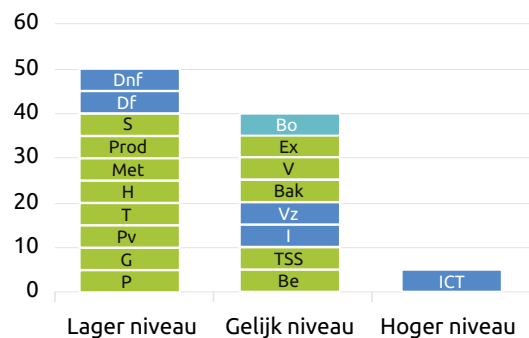 60
50
40
30
20
10
0
Dnf
Df
S
Prod
Met
H
T
Pv
G
P
Bo
Ex
V
Bak
Vz
I
TSS
Be
ICT
Lager niveau
Gelijk niveau
Hoger niveau